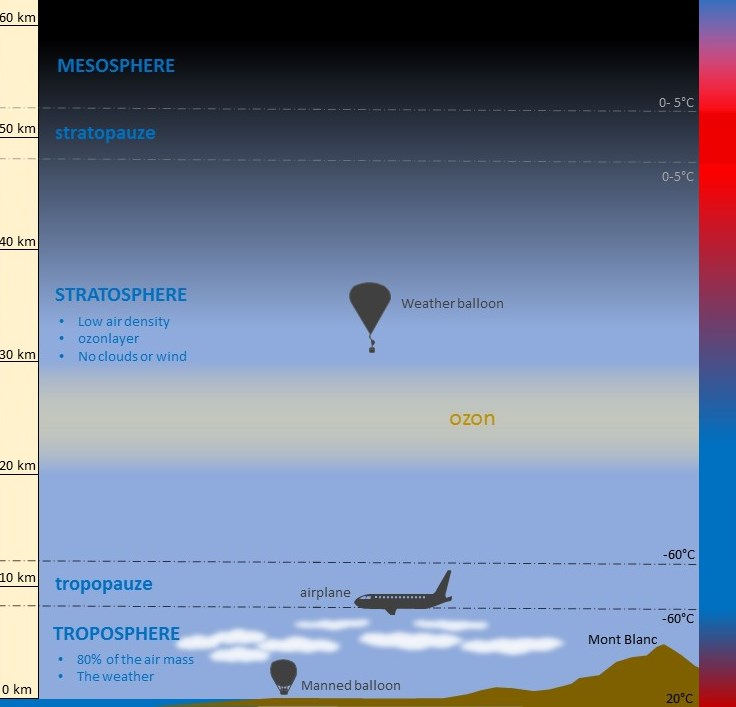 60 km
MESOSPHERE
0- 5°C
50 km
stratopauze
0-5°C
40 km
STRATOSPHERE
Weather balloon
• Low air density
• ozonlayer
• No clouds or wind
30 km
ozon
20 km
-60°C
10 km
tropopauze
airplane
-60°C
TROPOSPHERE
Mont Blanc
• 80% of the air mass
• The weather
Manned balloon
0 km
20°C